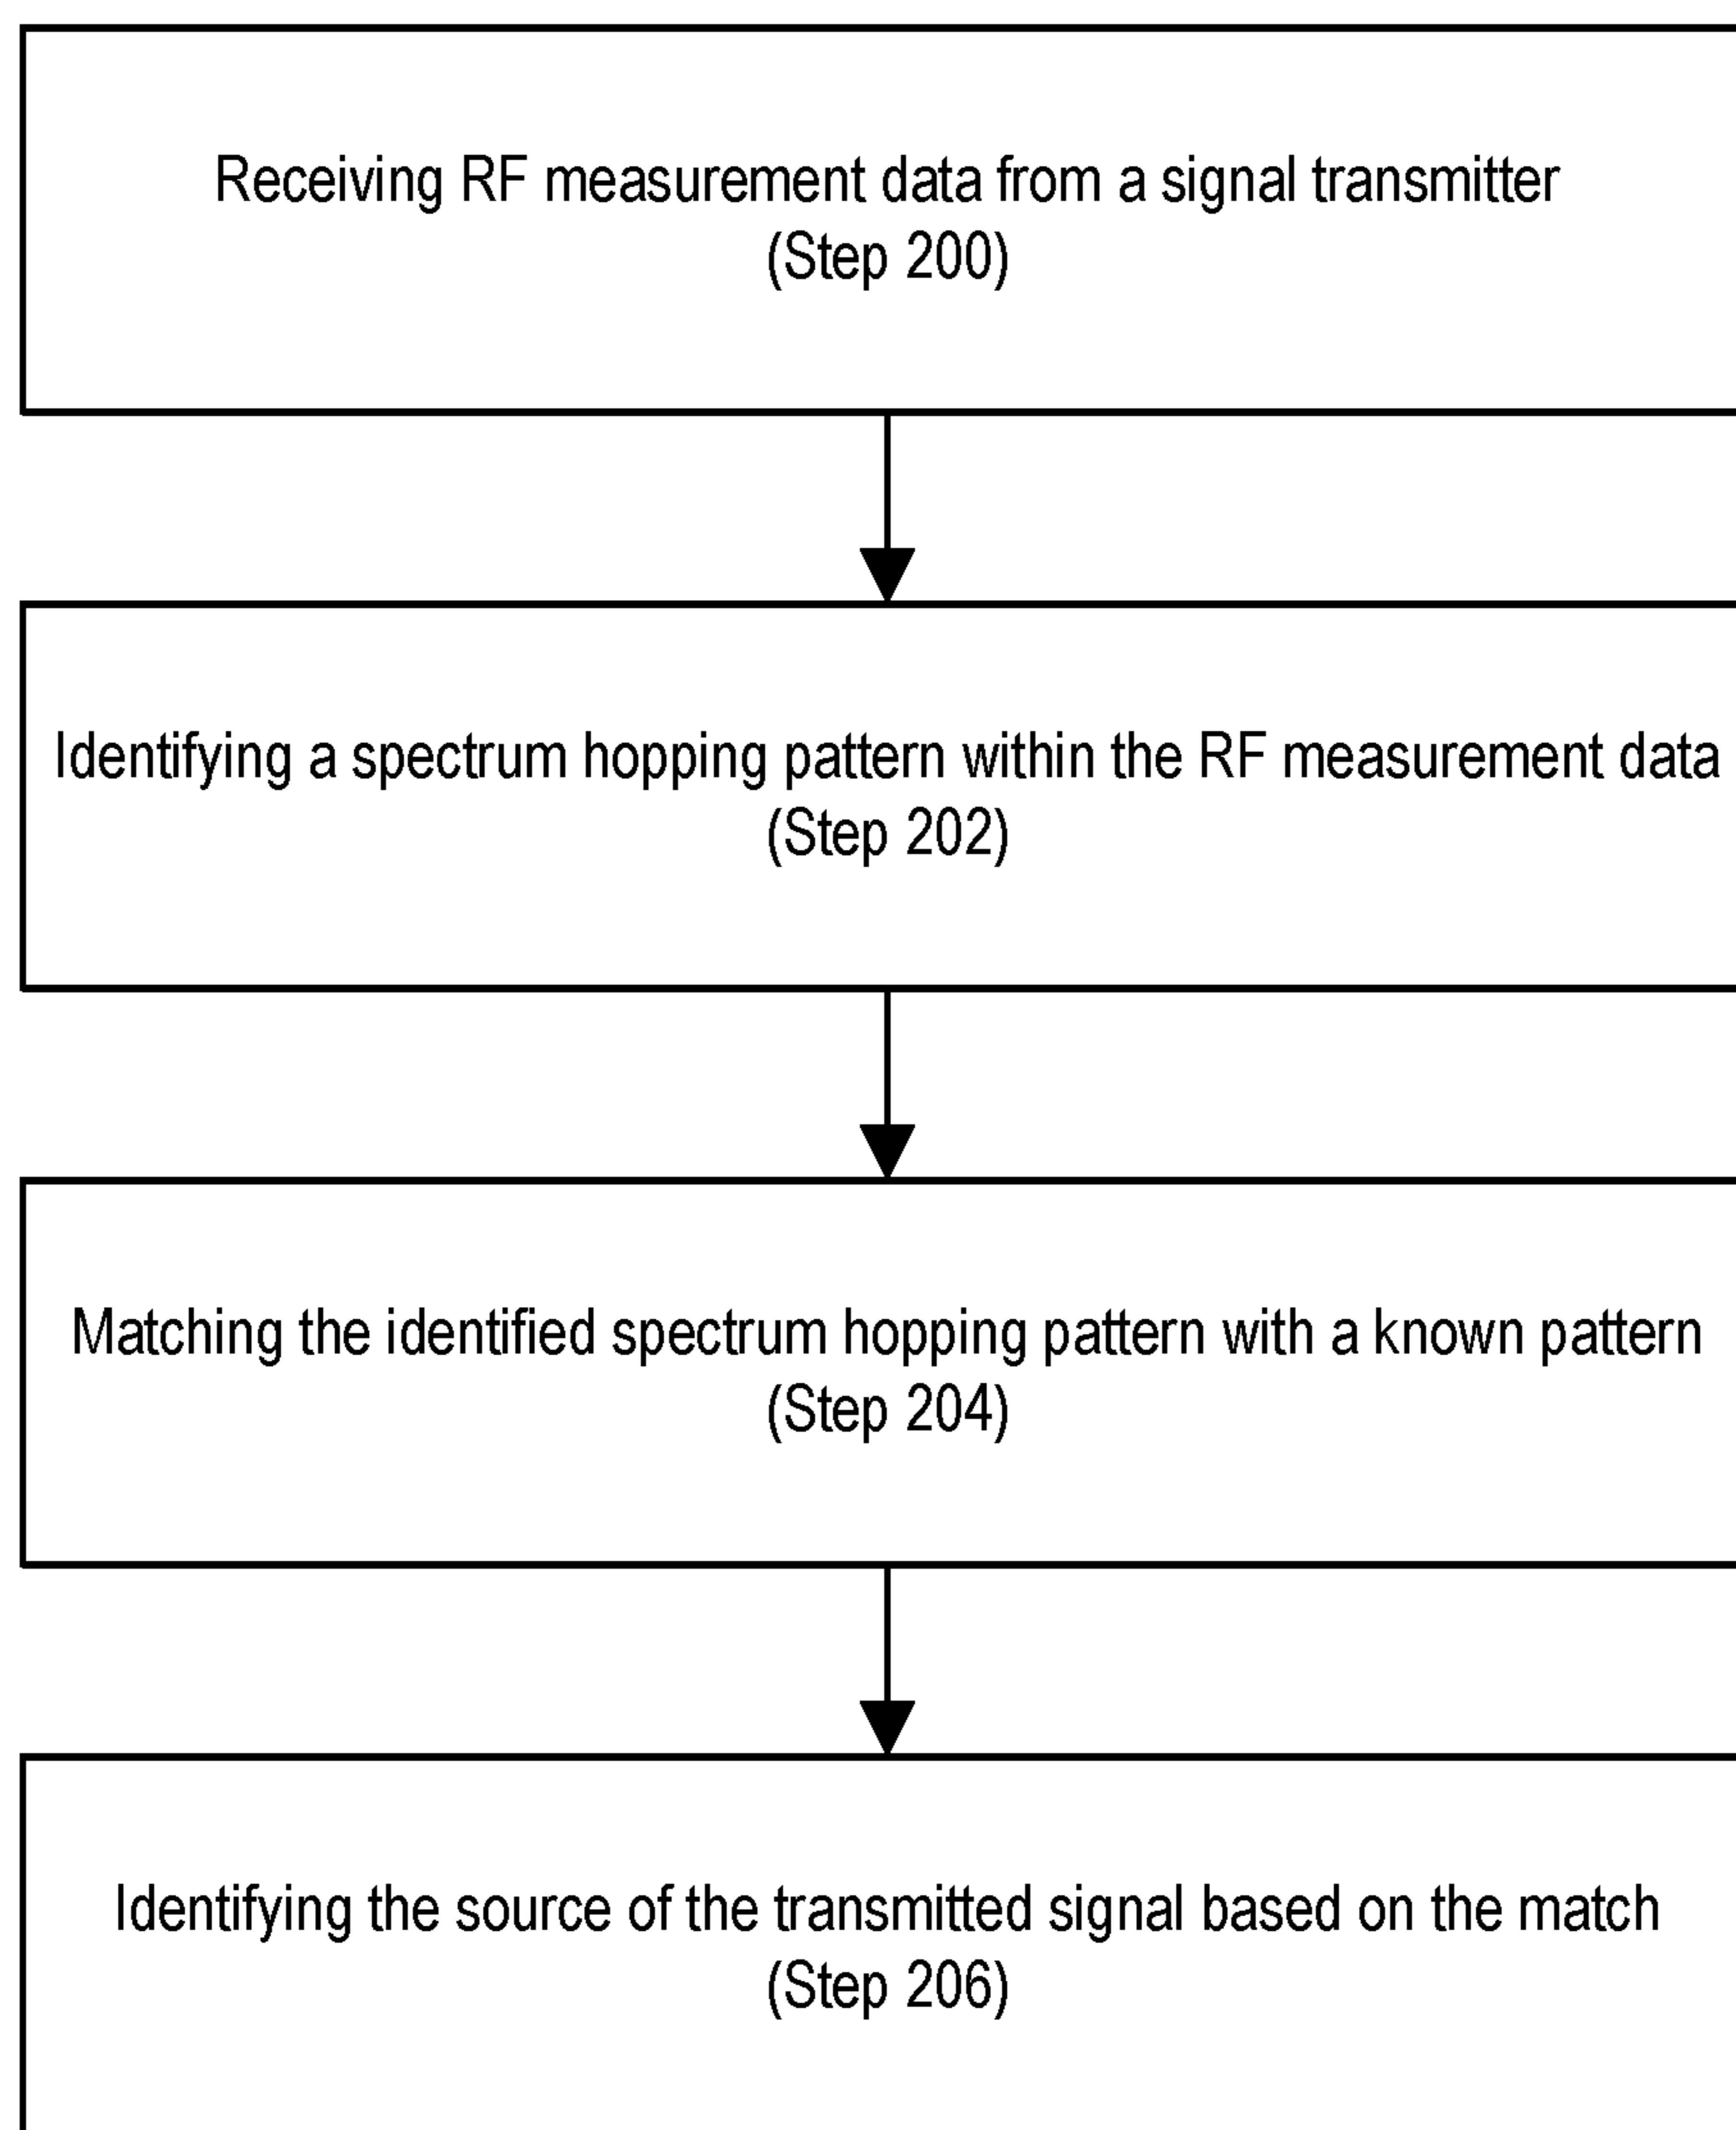 Receiving RF measurement data from a signal transmitter
(Step 200)
Identifying a spectrum hopping pattern within the RF measurement data
(Step 202)
Matching the identified spectrum hopping pattern with a known pattern
(Step 204)
Identifying the source of the transmitted signal based on the match
(Step 206)